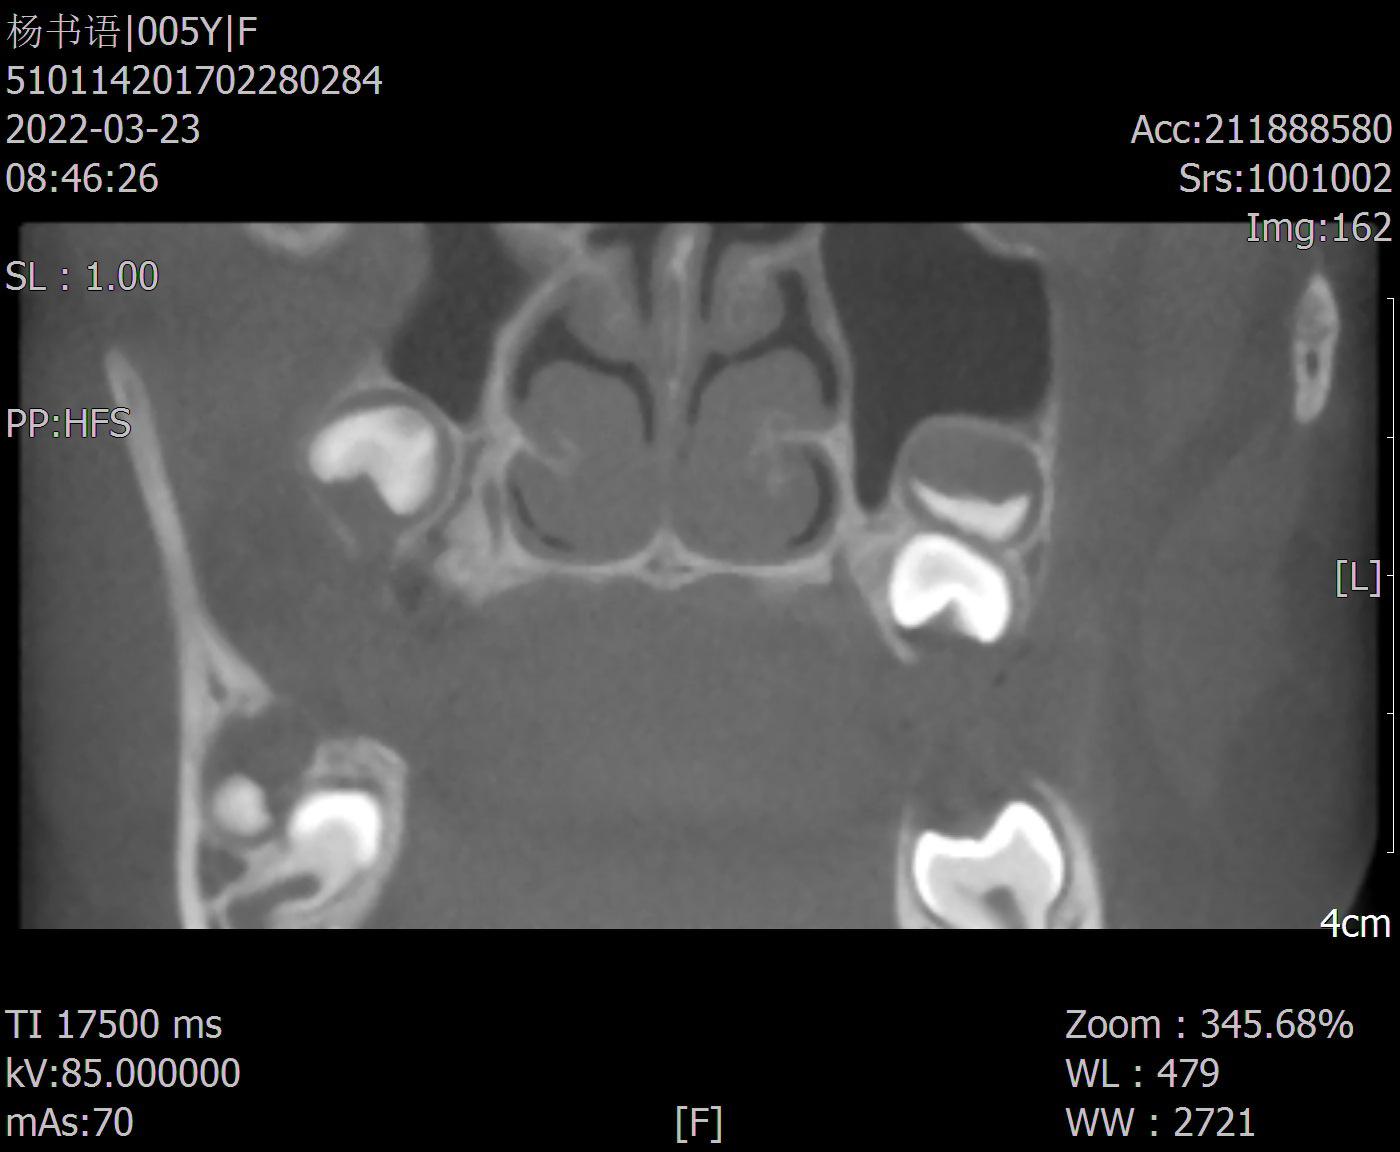 杨书语|005Y|F
510114201702280284
2022-03-23
08:46:26
Acc:211888580
Srs:1001002
Img:162
SL : 1.00
PP:HFS
[L]
4cm
TI 17500 ms
kV:85.000000
mAs:70
[F]
Zoom : 345.68%
WL : 479
WW : 2721